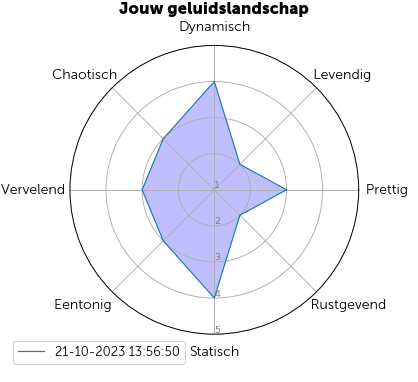 Jouw geluidslandschap
Dynamisch
Chaotisch
Levendig
Vervelend
1
Prettig
2
3
4
Eentonig
Rustgevend
5
21-10-2023 13:56:50
Statisch